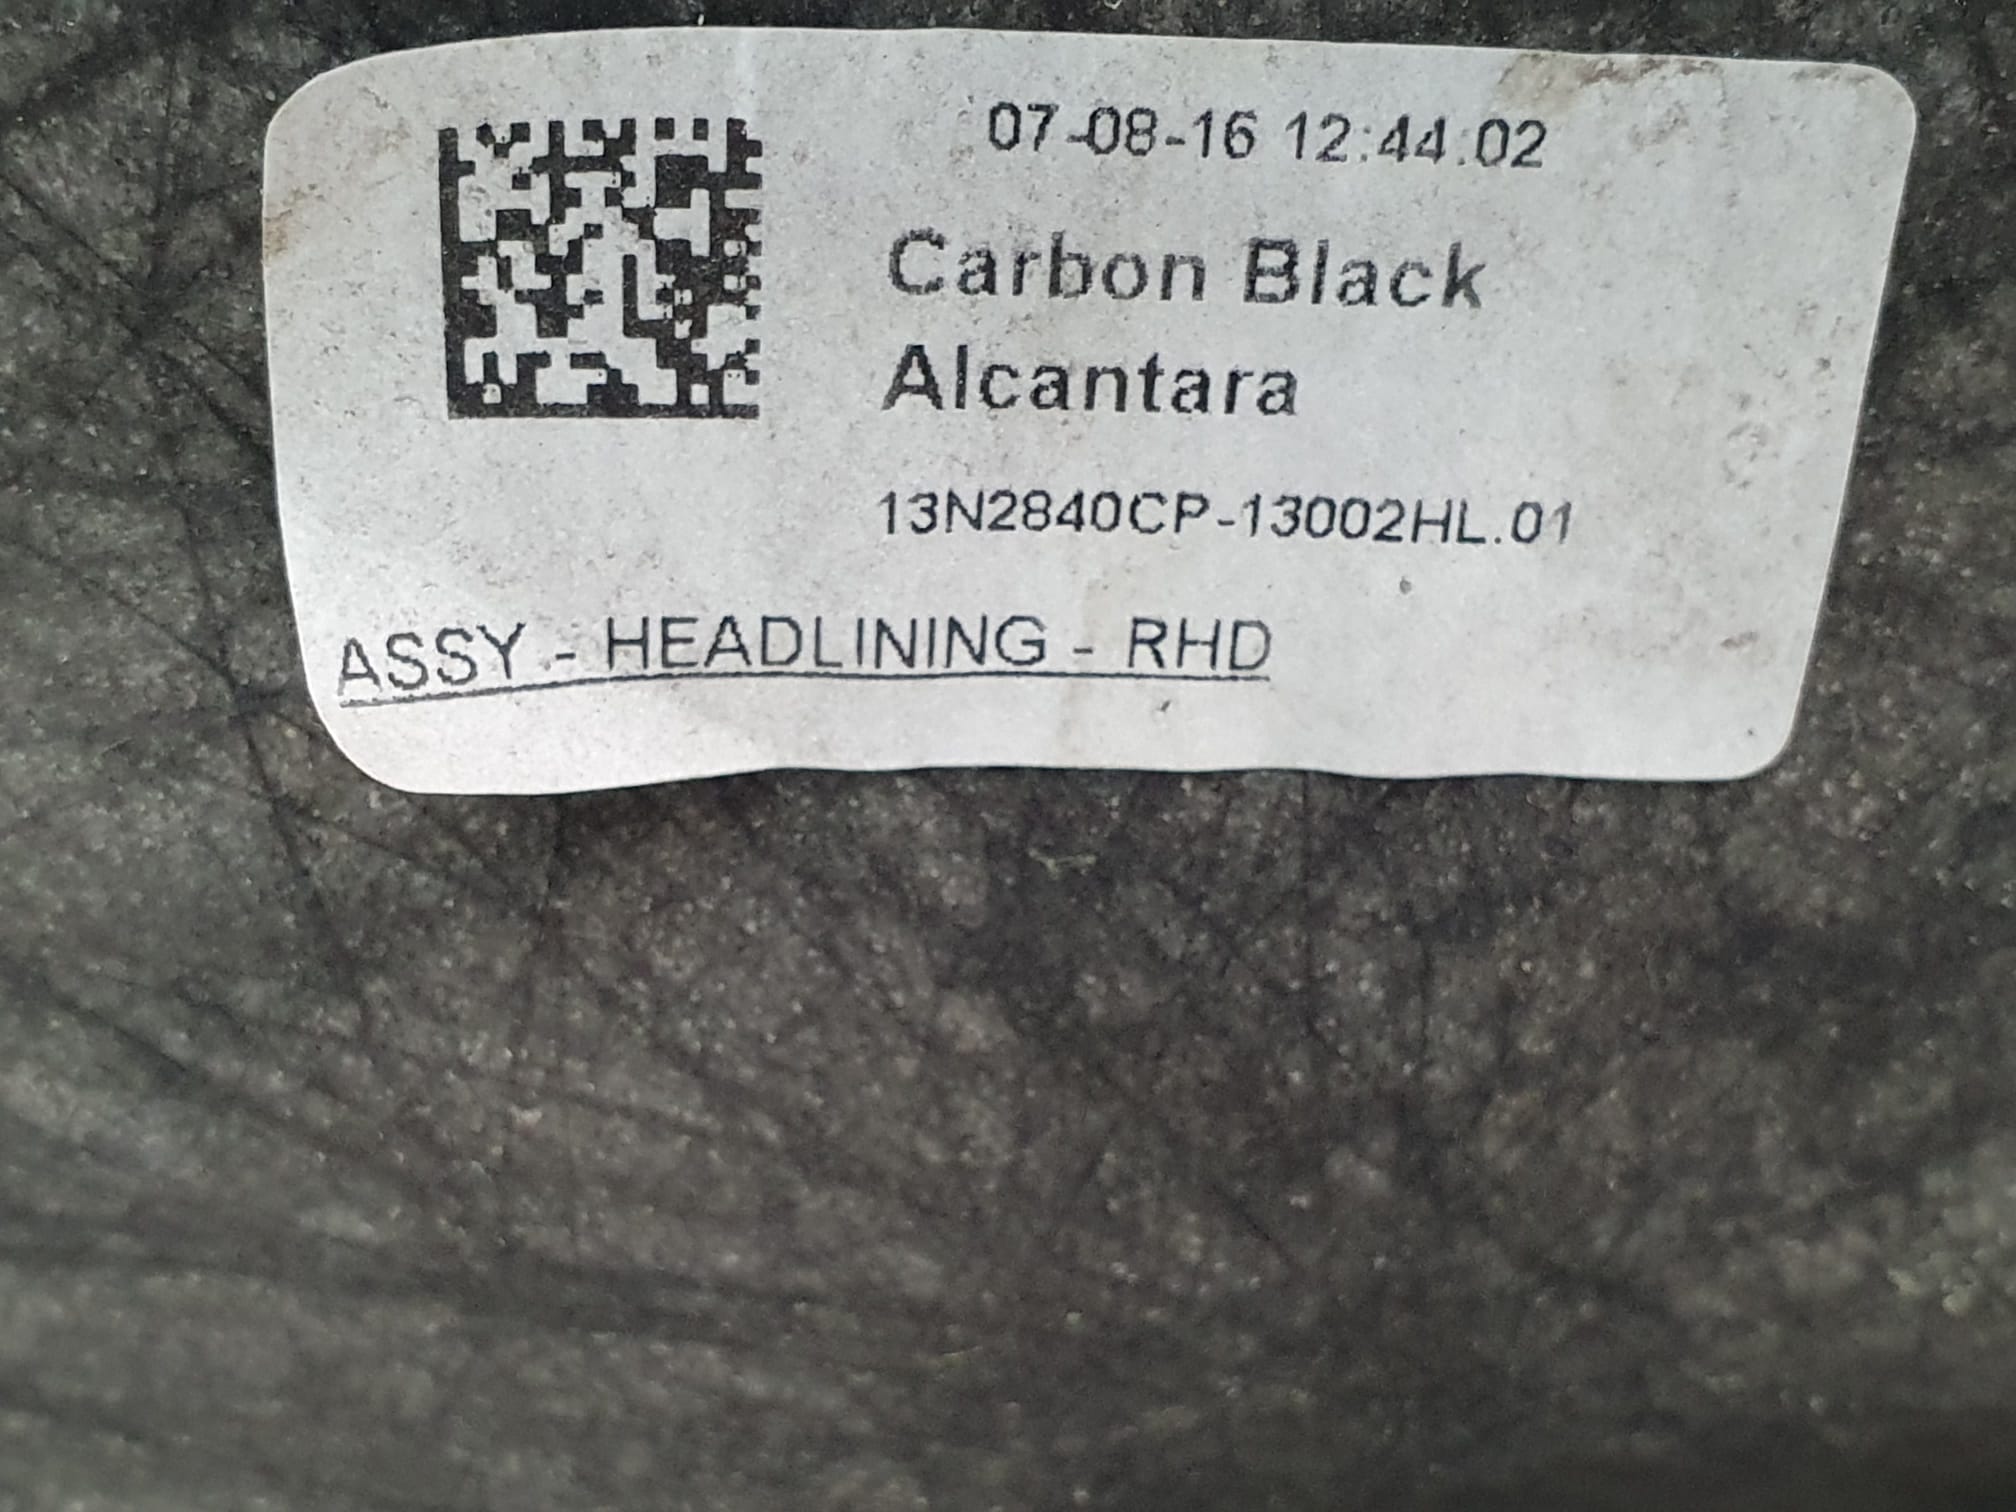 07-08-16 12:44:02
Carbon Black
Alcantara
13N2840CP-13002HL.01
ASSY - HEADLINING - RHD